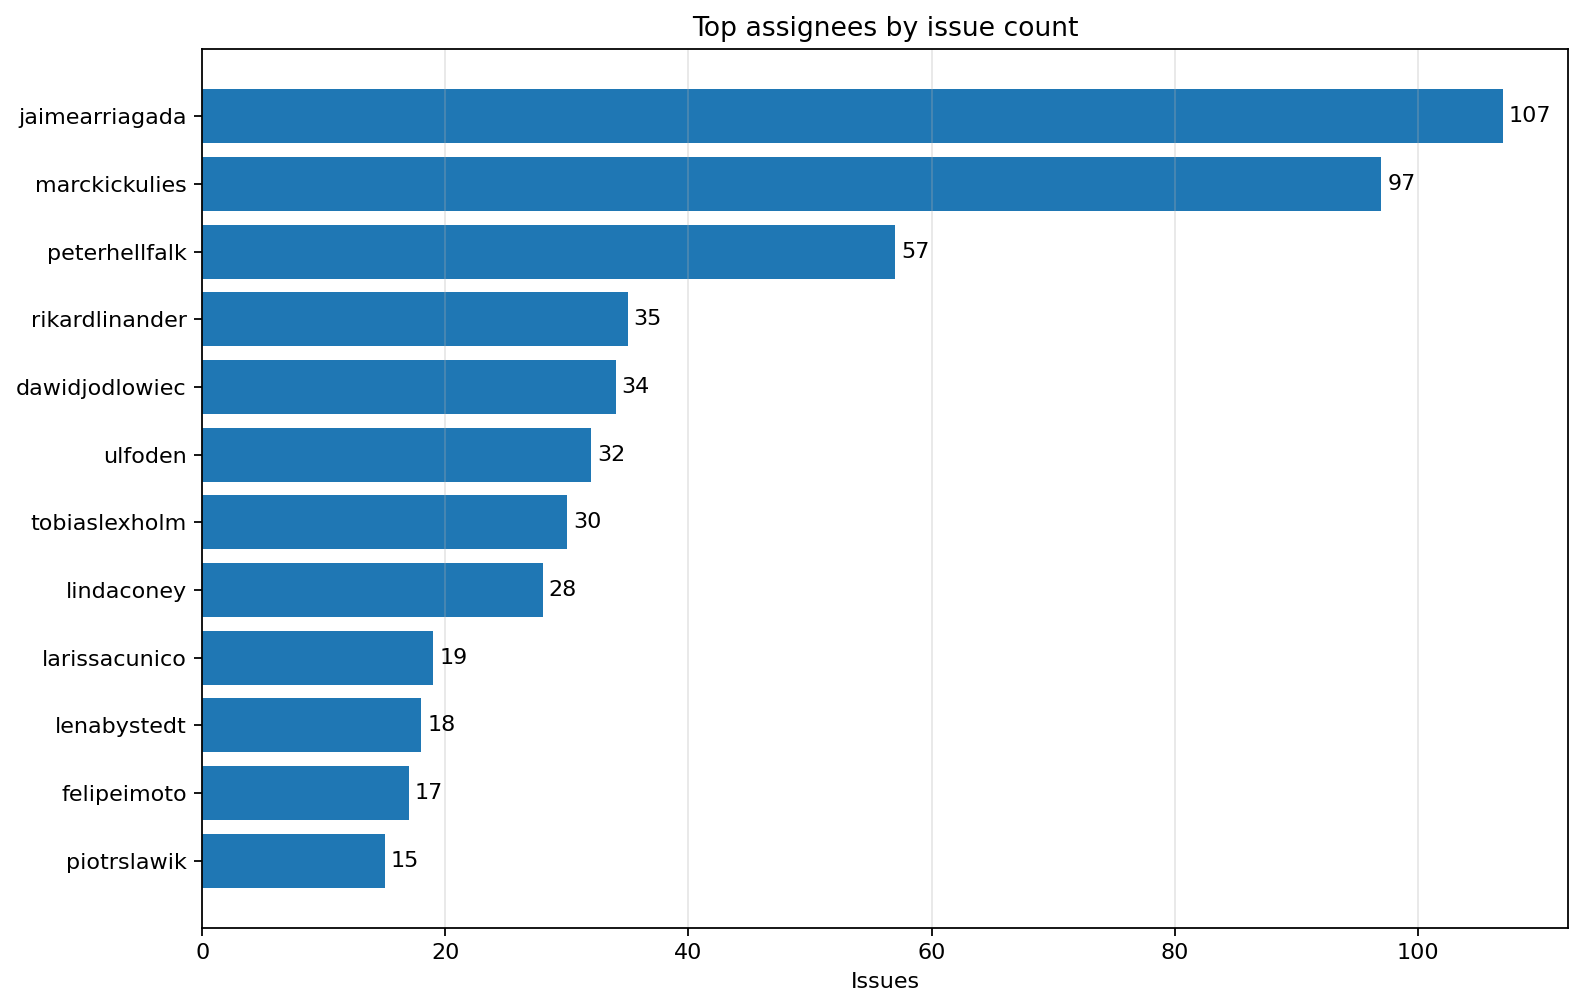 Top assignees by issue count
jaimearriagada 107
marckickulies 97
peterhellfalk 57
rikardlinander 35
dawidjodlowiec 34
ulfoden 32
tobiaslexholm 30
lindaconey 28
larissacunico 19
lenabystedt 18
felipeimoto 17
piotrslawik 15
0 20 40 60 80 100
Issues